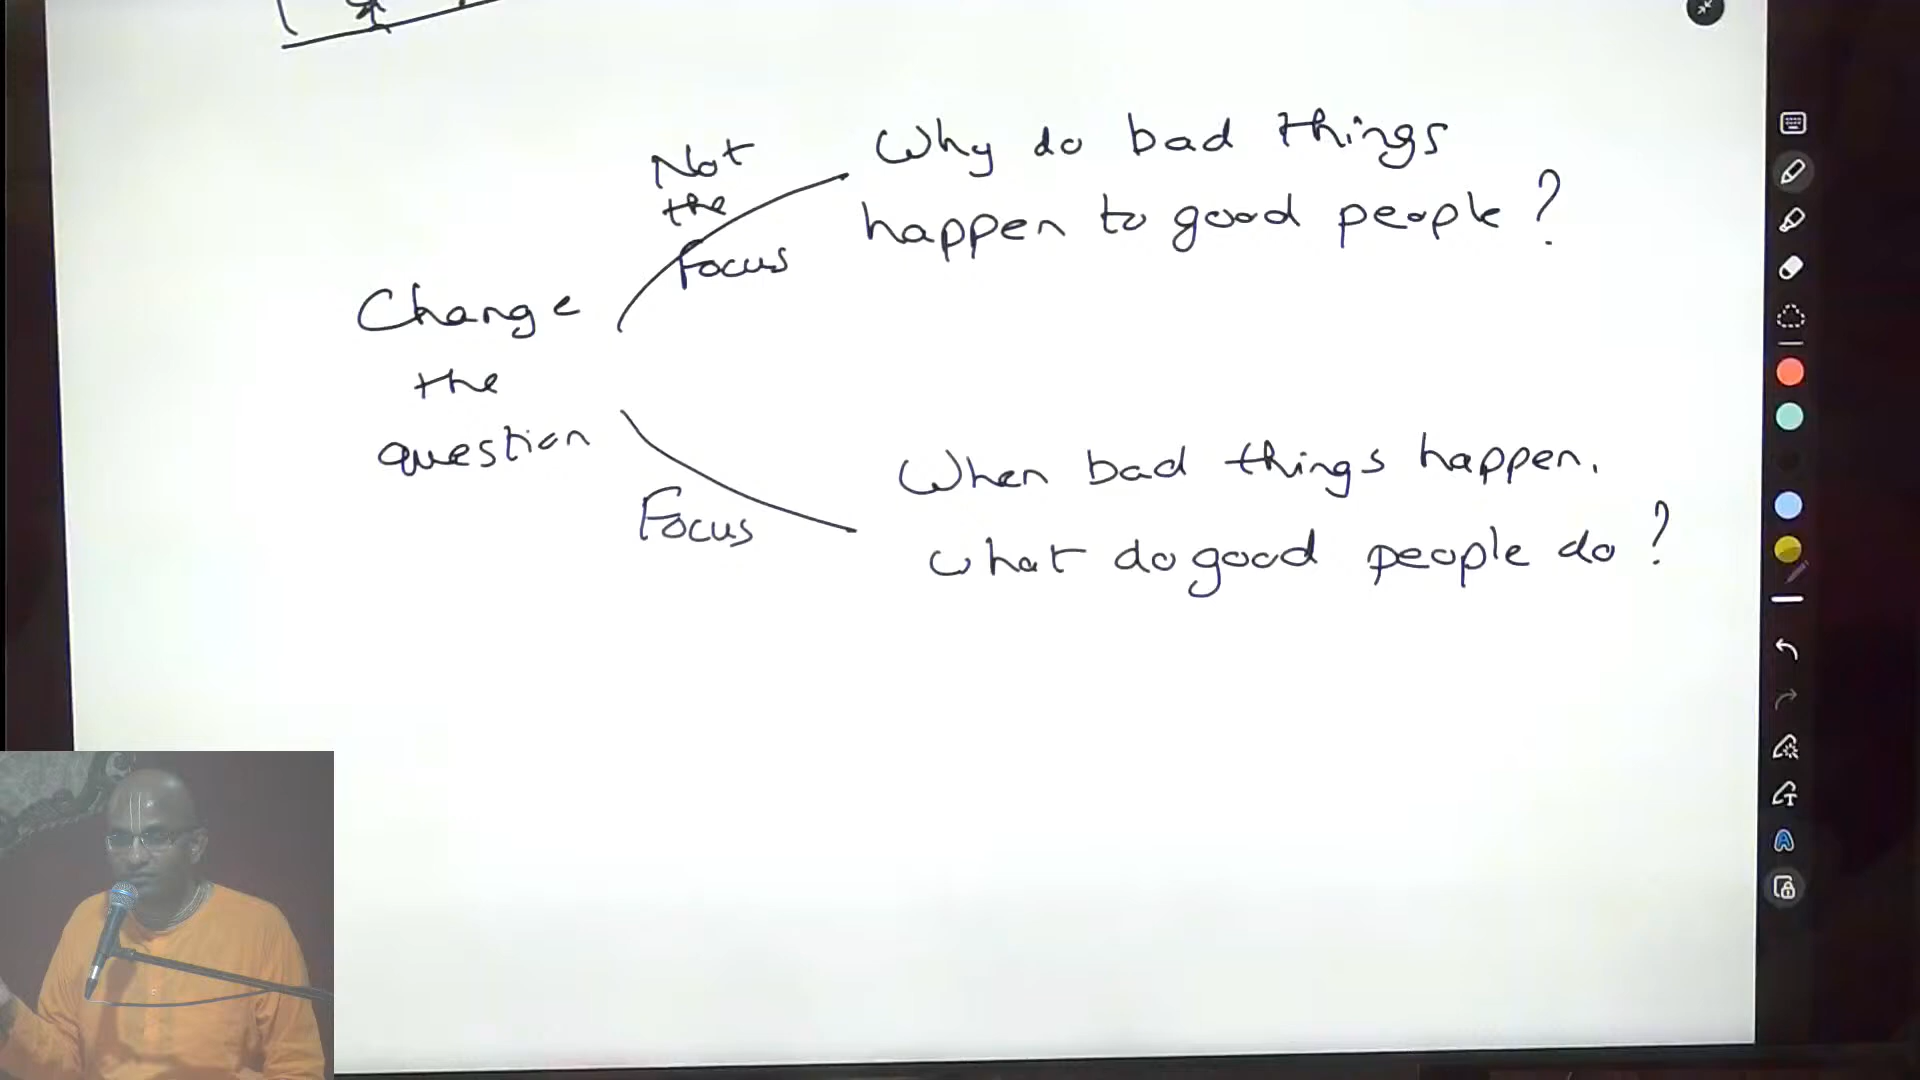 Change
the
question
Not
the
Focus
Why do bad things
happen to good people?
Focus
When bad things happen,
what do good people do?